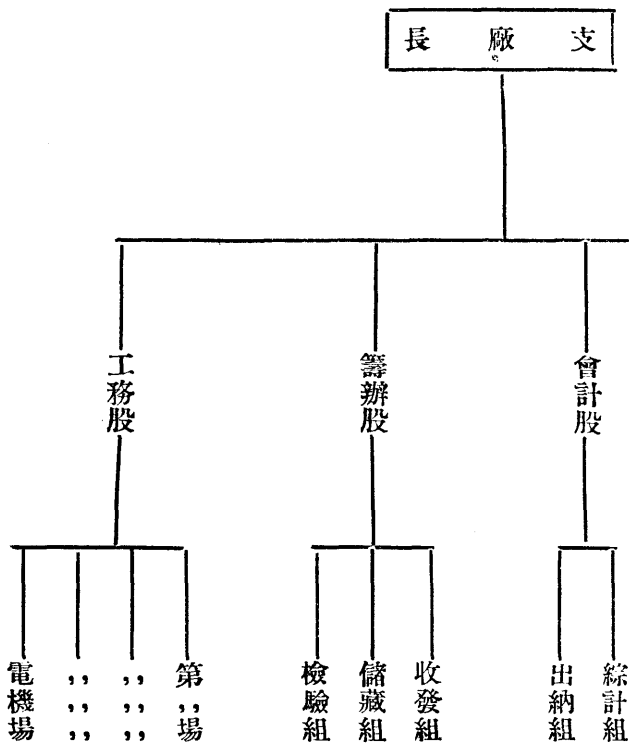 支廠長
會計股
籌辦股
工務股
綜計組
出納組
收發組
儲藏組
檢驗組
第,,場
,,,,,,
,,,,,,
電機場